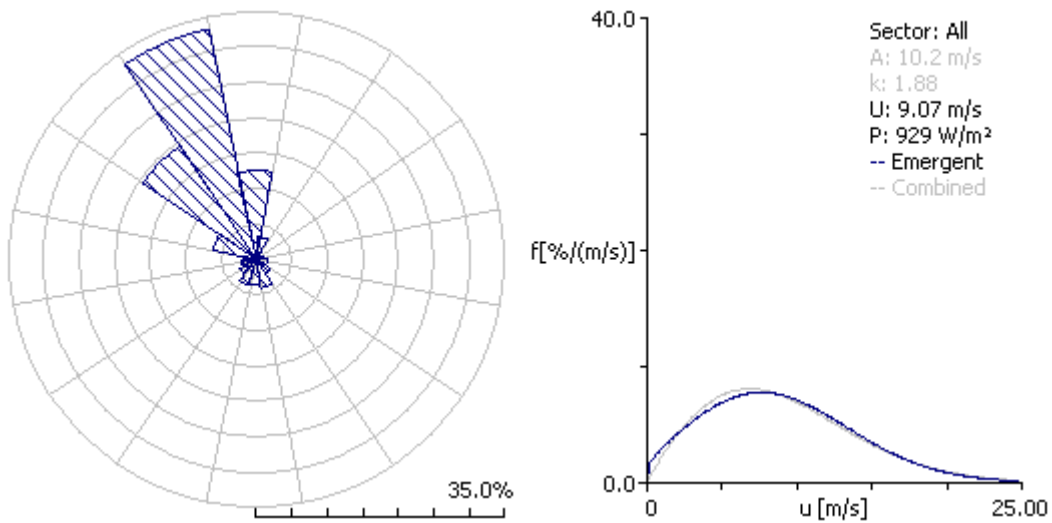 35.0%
40.0
f[%/(m/s)]
0.0
0
u [m/s]
25.00
Sector: All
A: 10.2 m/s
k: 1.88
U: 9.07 m/s
P: 929 W/m²
-- Emergent
-- Combined